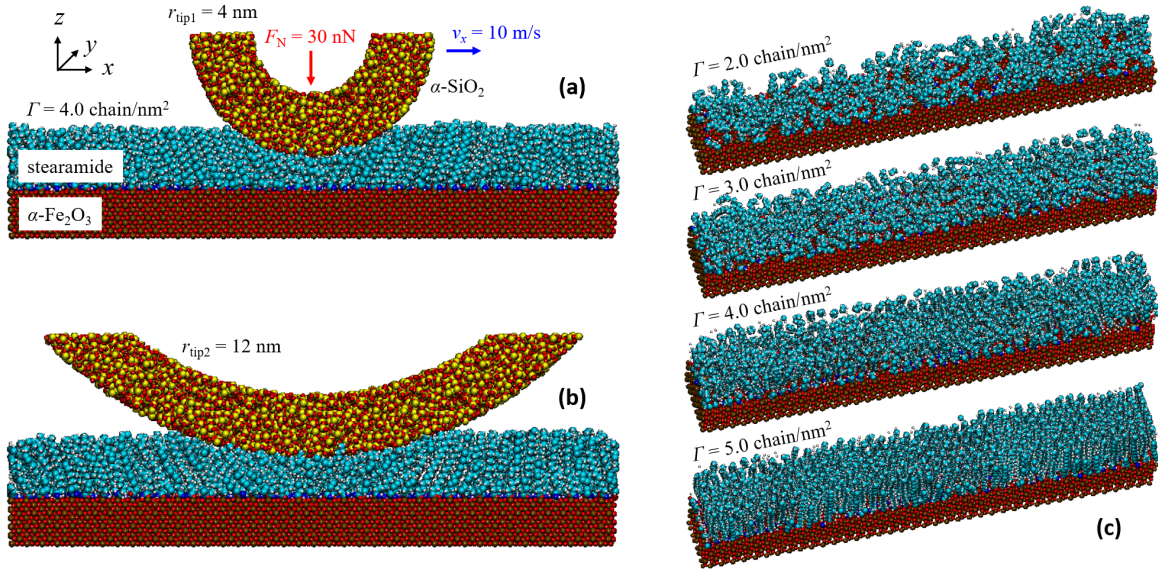 z
y
x
r_tip1 = 4 nm
F_N = 30 nN
v_x = 10 m/s
α-SiO₂
(a)
Γ = 4.0 chain/nm²
stearamide
α-Fe₂O₃
r_tip2 = 12 nm
(b)
Γ = 2.0 chain/nm²
Γ = 3.0 chain/nm²
Γ = 4.0 chain/nm²
Γ = 5.0 chain/nm²
(c)